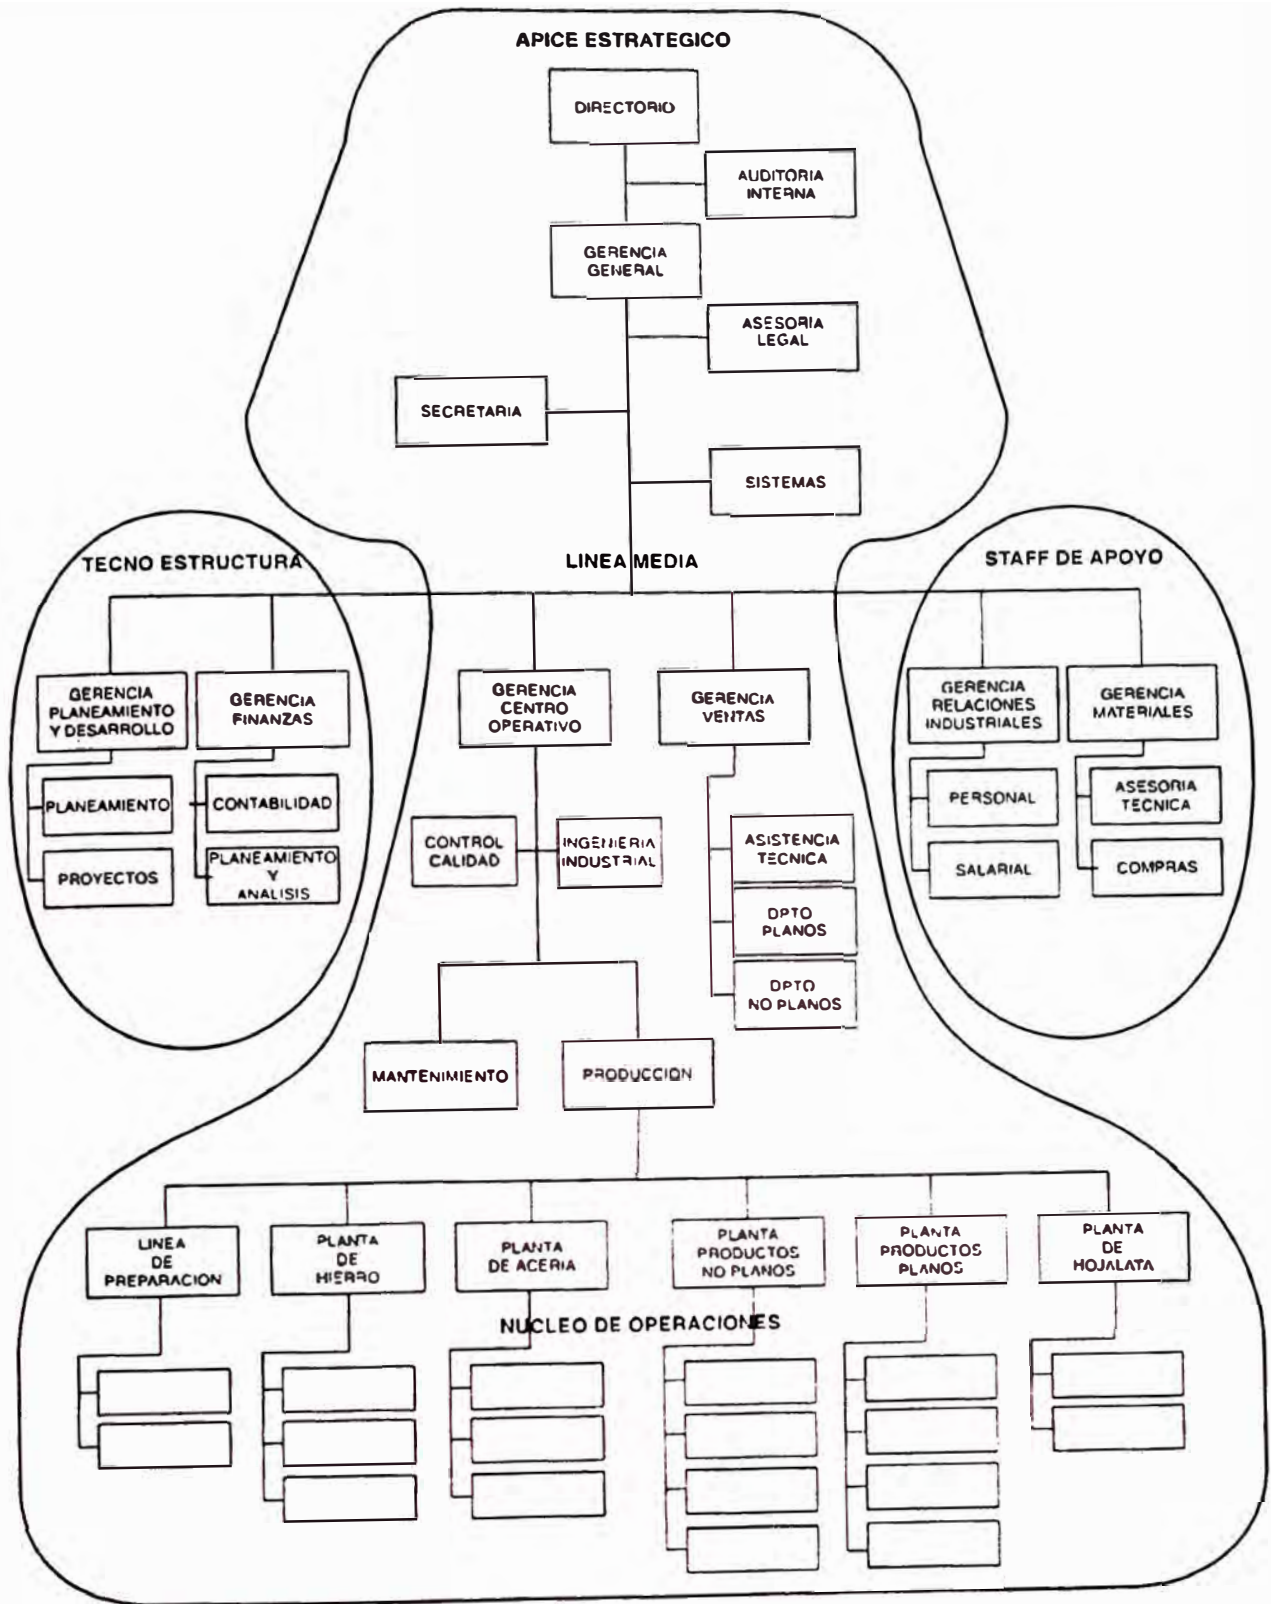 APICE ESTRATEGICO
DIRECTORIO
AUDITORIA
INTERNA
GERENCIA
GENERAL
ASESORIA
LEGAL
SECRETARIA
SISTEMAS
TECNO ESTRUCTURA
LINEA MEDIA
STAFF DE APOYO
GERENCIA
PLANEAMIENTO
Y DESARROLLO
GERENCIA
FINANZAS
GERENCIA
CENTRO
OPERATIVO
GERENCIA
VENTAS
GERENCIA
RELACIONES
INDUSTRIALES
GERENCIA
MATERIALES
PLANEAMIENTO
CONTABILIDAD
PERSONAL
ASESORIA
TECNICA
PROYECTOS
PLANEAMIENTO
Y
ANALISIS
CONTROL
CALIDAD
INGENIERIA
INDUSTRIAL
ASISTENCIA
TECNICA
SALARIAL
COMPRAS
DPTO
PLANOS
DPTO
NO PLANOS
MANTENIMIENTO
PRODUCCION
LINEA
DE
PREPARACION
PLANTA
DE
HIERRO
PLANTA
DE ACERIA
PLANTA
PRODUCTOS
NO PLANOS
PLANTA
PRODUCTOS
PLANOS
PLANTA
DE
HOJALATA
NUCLEO DE OPERACIONES